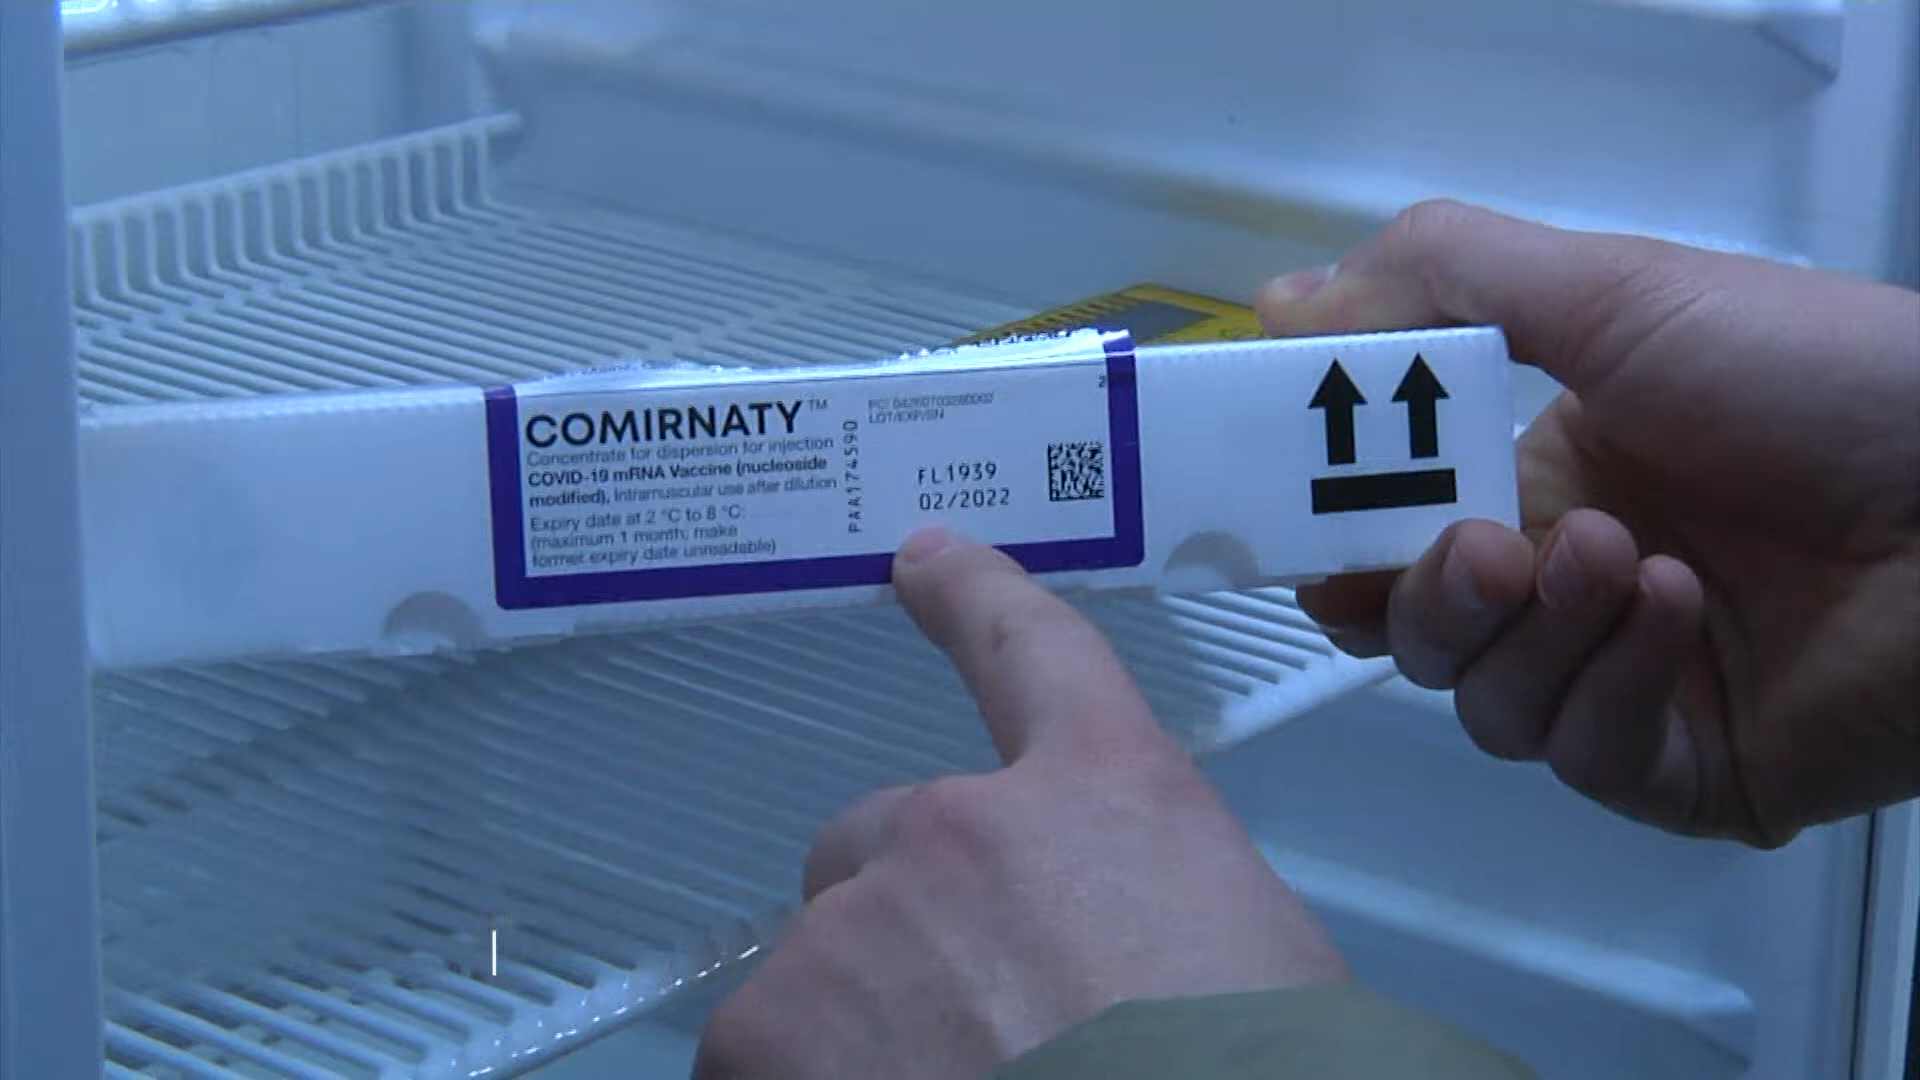 COMIRNATY™
Concentrate for dispersion for injection
COVID-19 mRNA Vaccine (nucleoside
modified). Intramuscular use after dilution
Expiry date at 2 °C to 8 °C:
(maximum 1 month; make
former expiry date unreadable)
PAA174590
PC:
LOT/EXP/SN
FL1939
02/2022